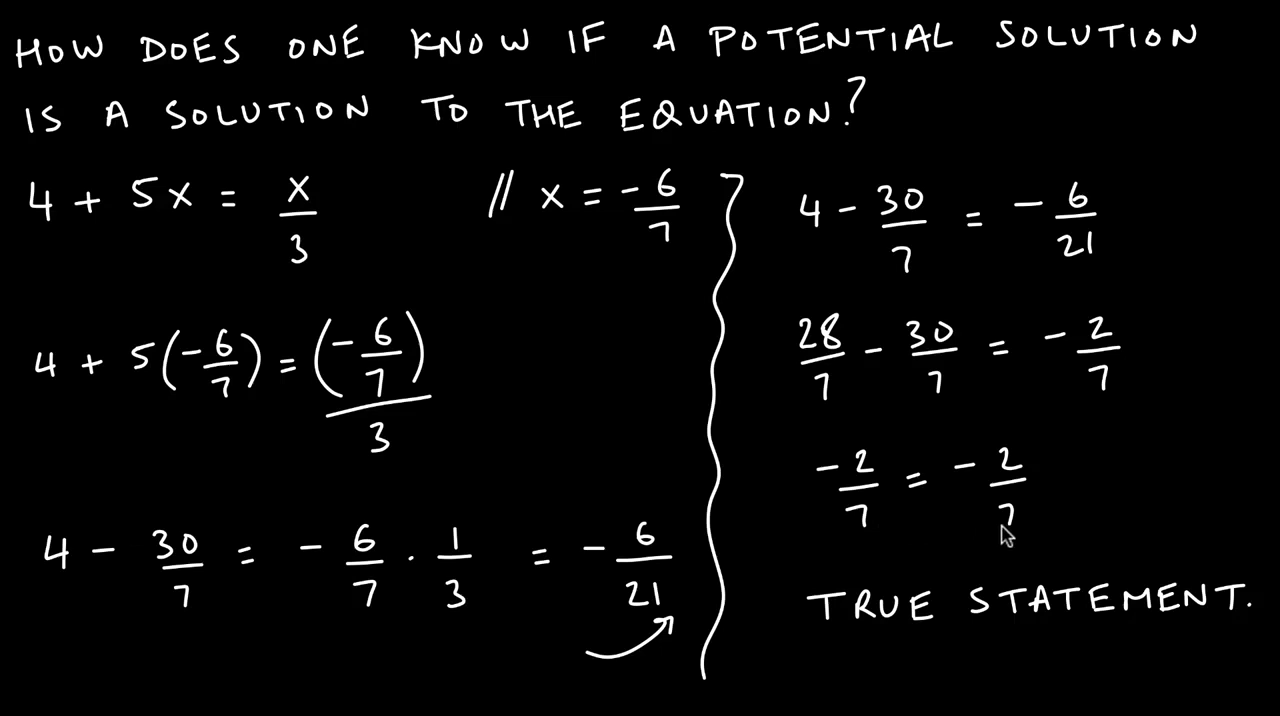 HOW DOES ONE KNOW IF A POTENTIAL SOLUTION
IS A SOLUTION TO THE EQUATION?
4 + 5x = x/3 // x = -6/7
4 + 5(-6/7) = (-6/7)/3
4 - 30/7 = -6/7 · 1/3 = -6/21
4 - 30/7 = -6/21
28/7 - 30/7 = -2/7
-2/7 = -2/7
TRUE STATEMENT.